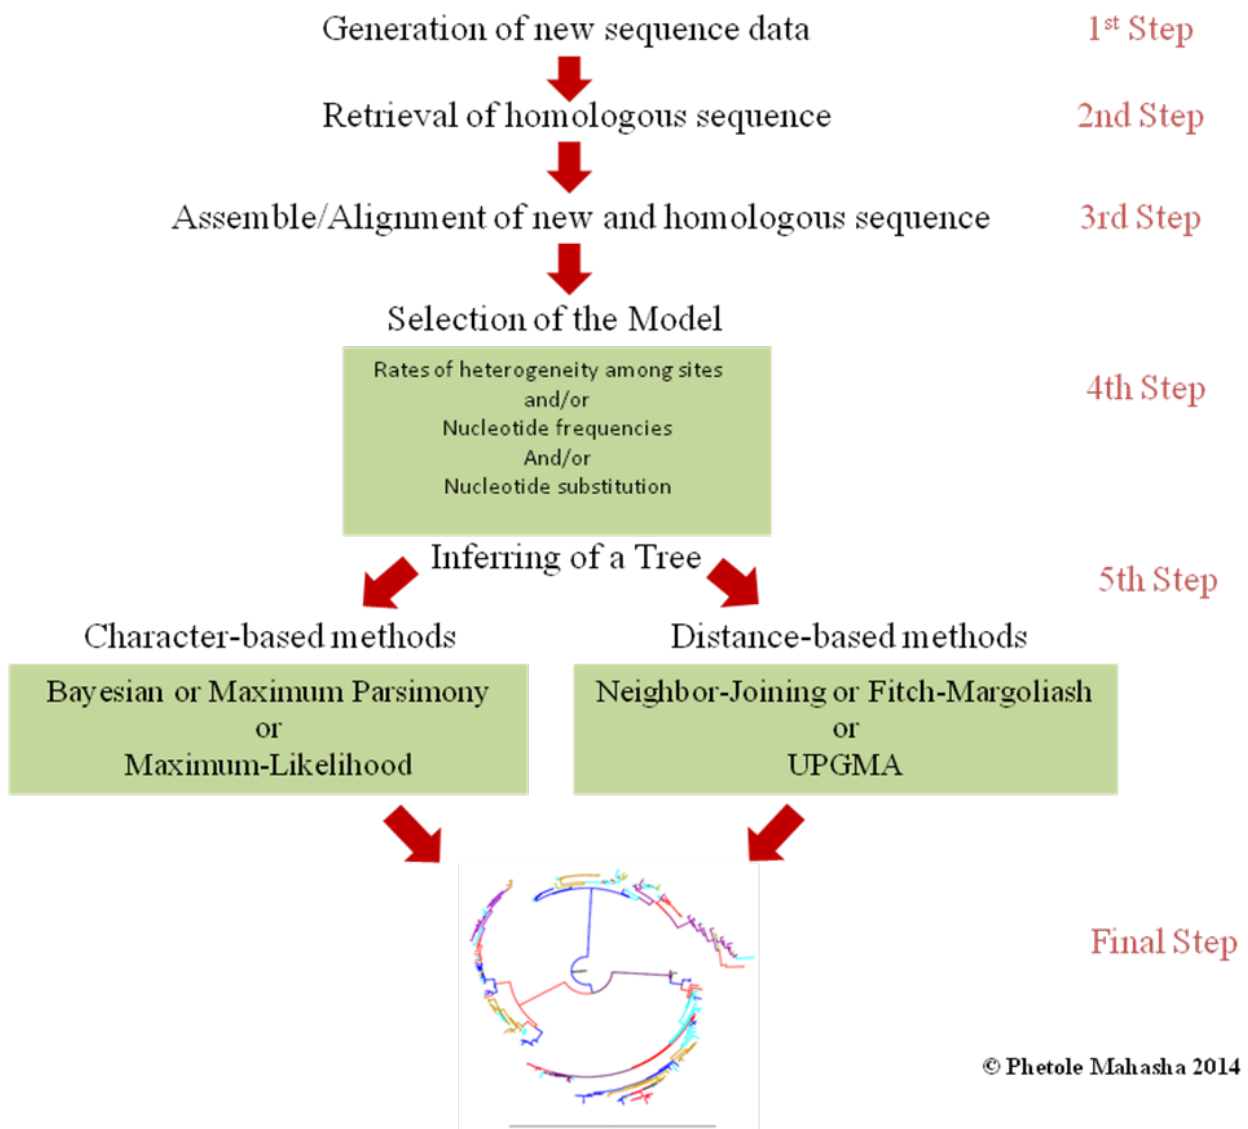 Generation of new sequence data
1st Step
Retrieval of homologous sequence
2nd Step
Assemble/Alignment of new and homologous sequence
3rd Step
Selection of the Model
Rates of heterogeneity among sites
and/or
Nucleotide frequencies
And/or
Nucleotide substitution
4th Step
Inferring of a Tree
5th Step
Character-based methods
Bayesian or Maximum Parsimony
or
Maximum-Likelihood
Distance-based methods
Neighbor-Joining or Fitch-Margoliash
or
UPGMA
Final Step
© Phetole Mahasha 2014